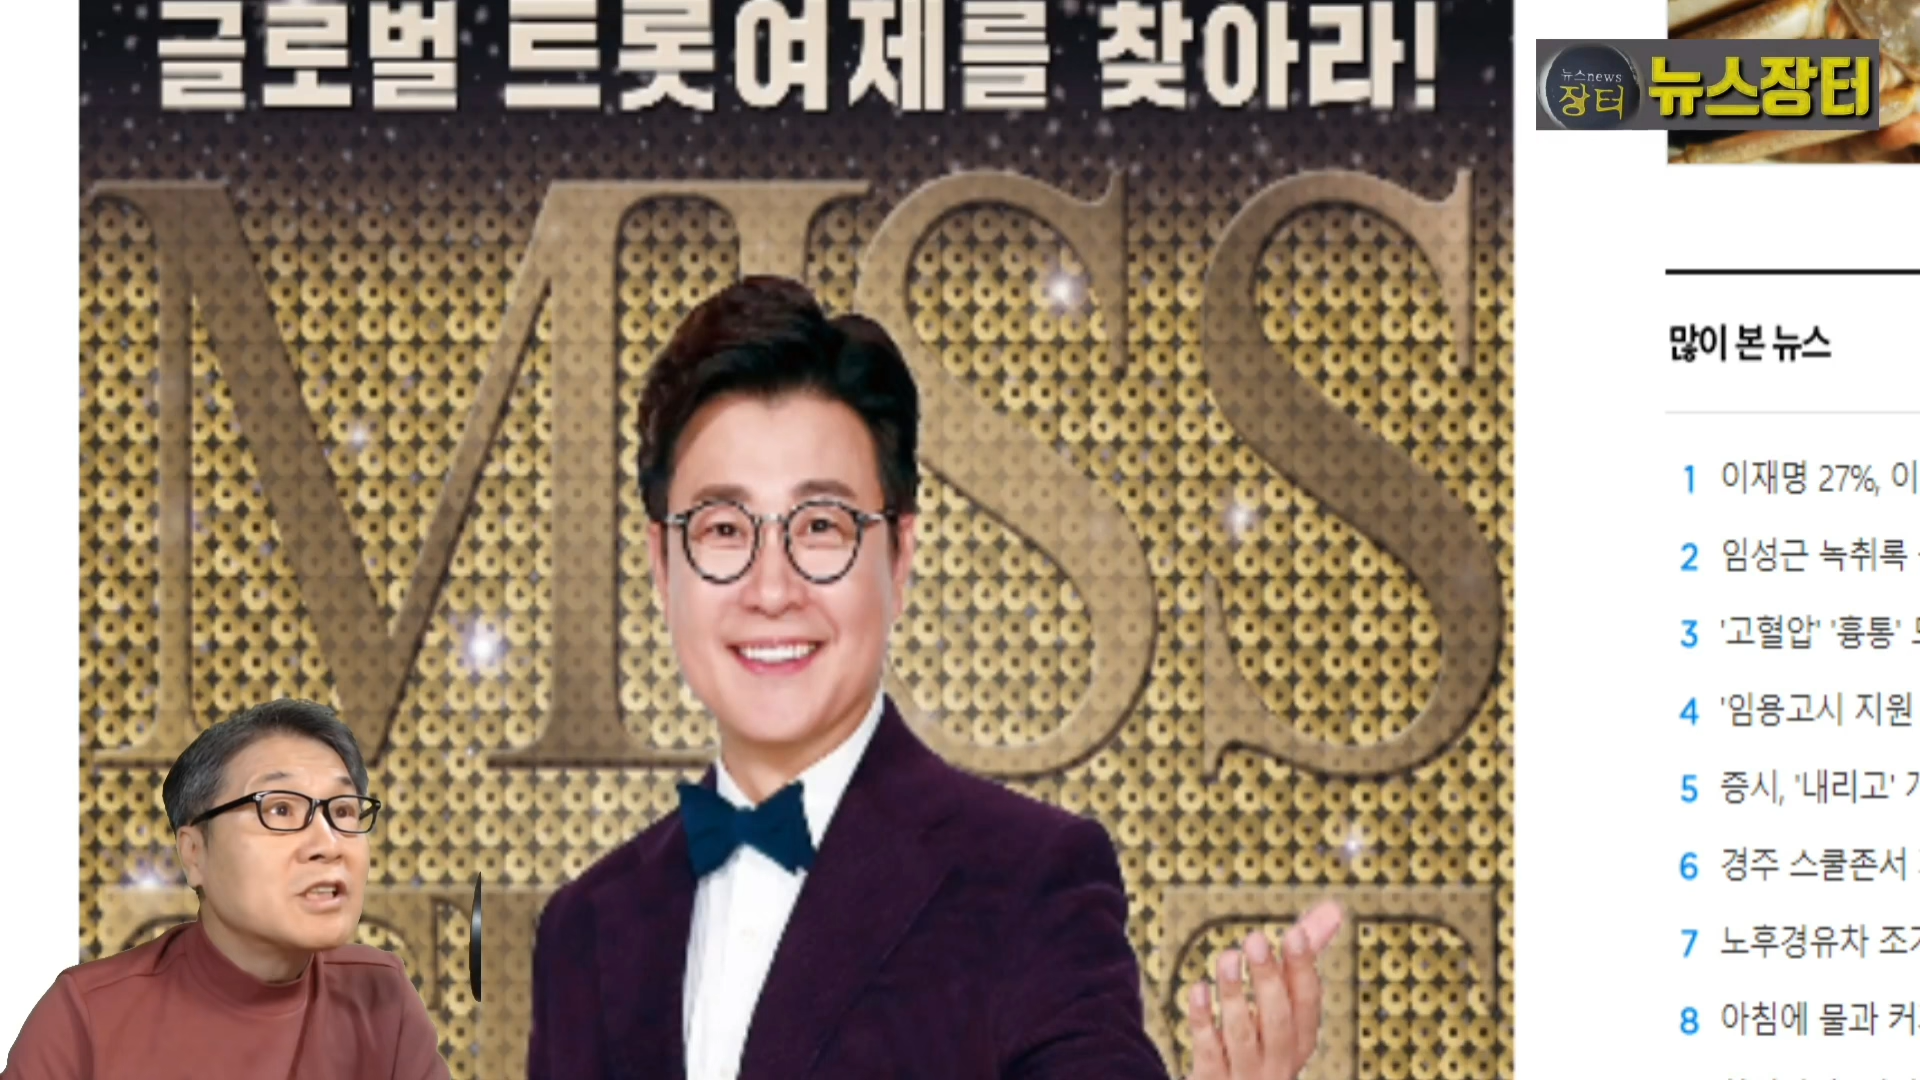 글로벌 트롯여제를 찾아라!
뉴스news
장터
뉴스장터
MISS
많이 본 뉴스
1 이재명 27%, 이
2 임성근 녹취록
3 '고혈압' '흉통'
4 '임용고시 지원
5 증시, '내리고'
6 경주 스쿨존서
7 노후경유차 조기
8 아침에 물과 커